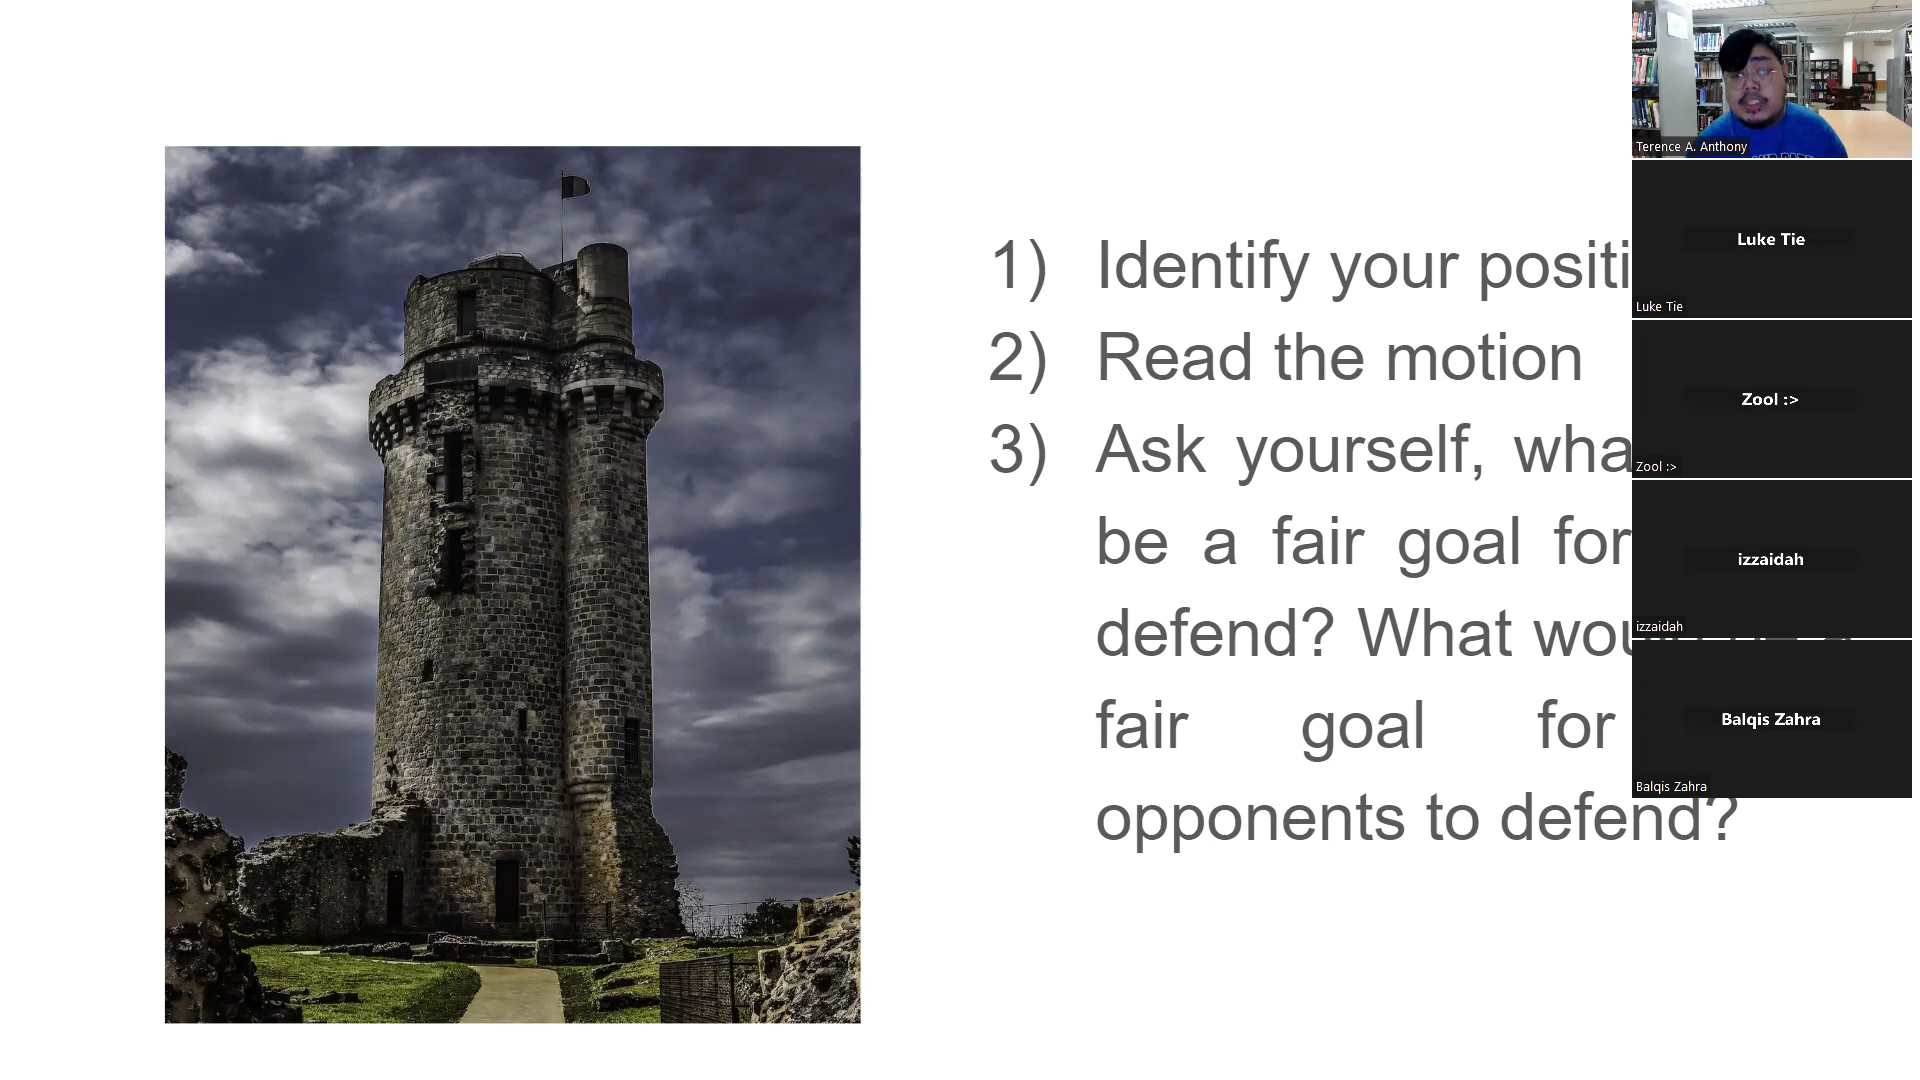 1) Identify your positi
2) Read the motion
3) Ask yourself, wha
be a fair goal for
defend? What wou
fair goal for
opponents to defend?
Terence A. Anthony
Luke Tie
Luke Tie
Zool :>
Zool :>
izzaidah
izzaidah
Balqis Zahra
Balqis Zahra